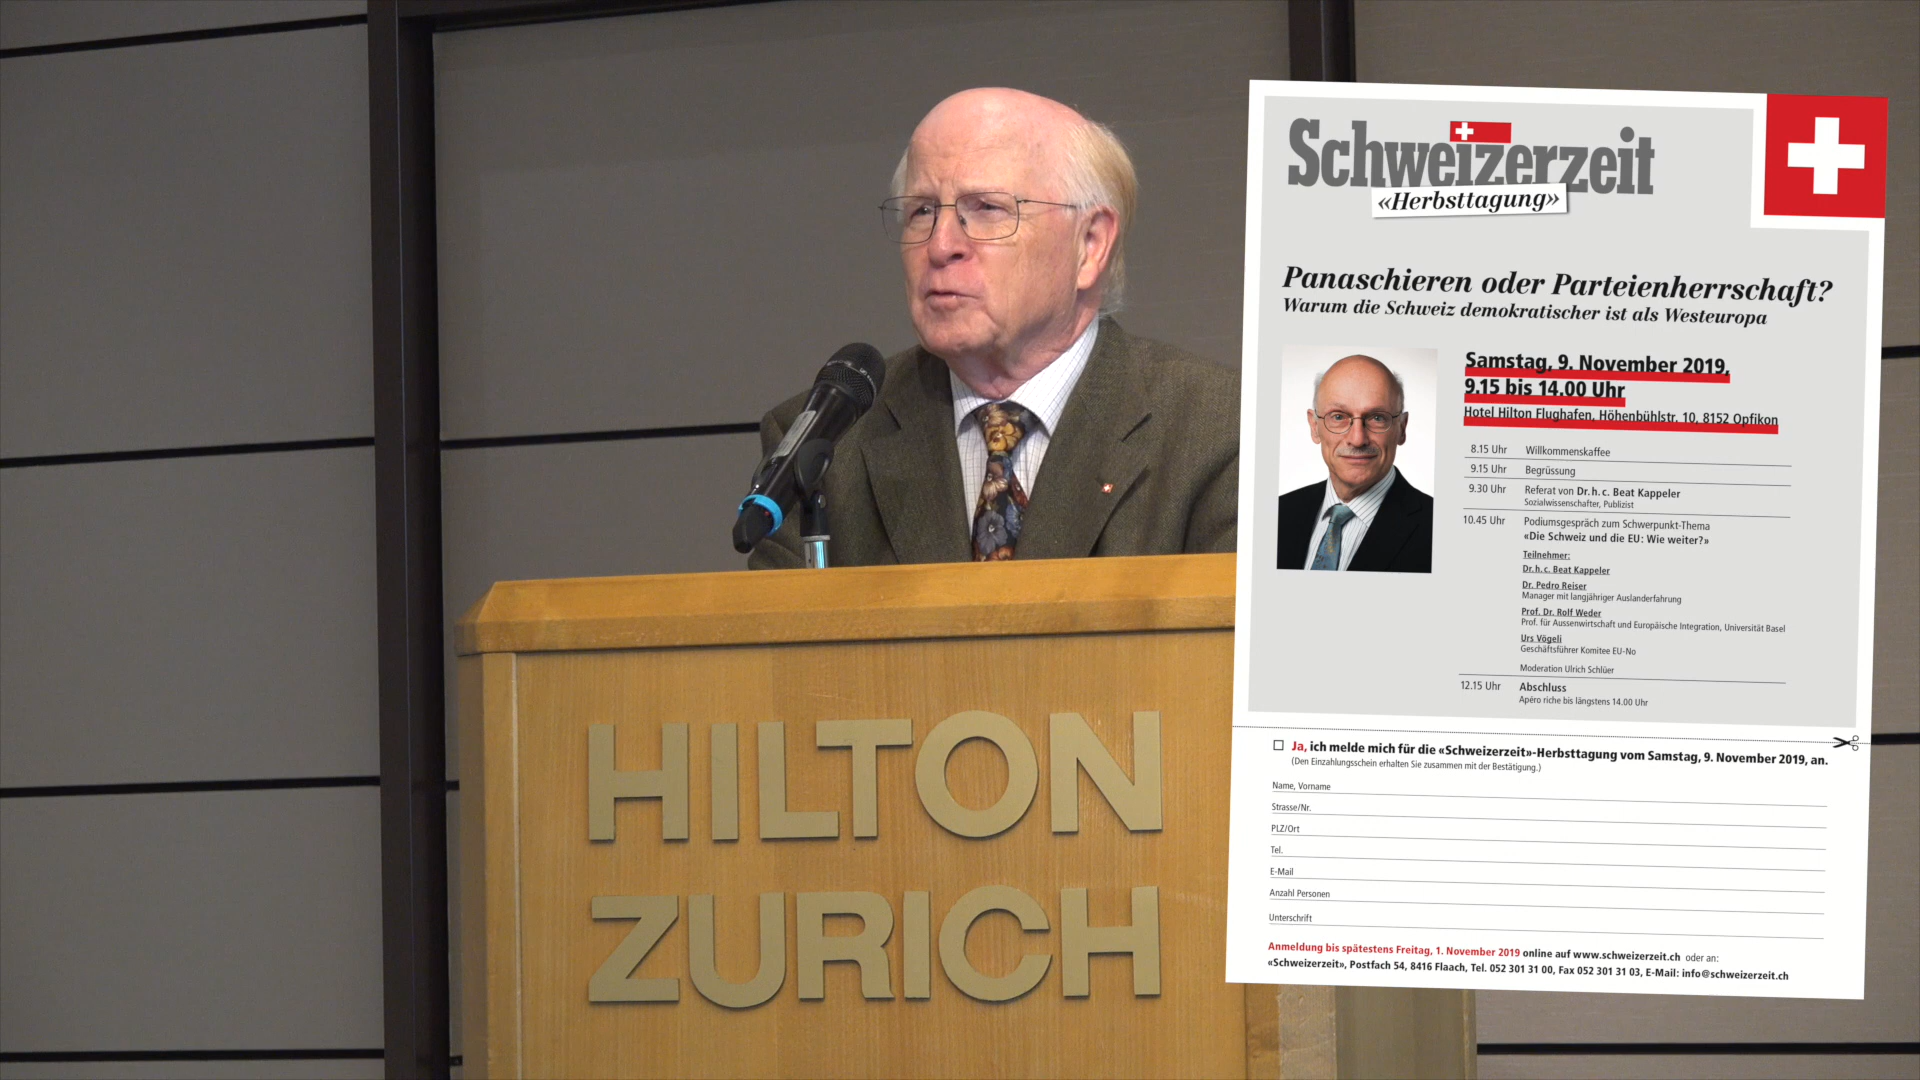 HILTON
ZURICH
Schweizerzeit
«Herbsttagung»
Panaschieren oder Parteienherrschaft?
Warum die Schweiz demokratischer ist als Westeuropa
Samstag, 9. November 2019,
9.15 bis 14.00 Uhr
Hotel Hilton Flughafen, Höhenbühlstr. 10, 8152 Opfikon
8.15 Uhr Willkommenskaffee
9.15 Uhr Begrüssung
9.30 Uhr Referat von Dr. h. c. Beat Kappeler
Sozialwissenschafter, Publizist
10.45 Uhr Podiumsgespräch zum Schwerpunkt-Thema
«Die Schweiz und die EU: Wie weiter?»
Teilnehmer:
Dr. h. c. Beat Kappeler
Dr. Pedro Reiser
Manager mit langjähriger Auslanderfahrung
Prof. Dr. Rolf Weder
Prof. für Aussenwirtschaft und Europäische Integration, Universität Basel
Urs Vögeli
Geschäftsführer Komitee EU-No
Moderation Ulrich Schlüer
12.15 Uhr Abschluss
Apéro riche bis längstens 14.00 Uhr
Ja, ich melde mich für die «Schweizerzeit»-Herbsttagung vom Samstag, 9. November 2019, an.
(Den Einzahlungsschein erhalten Sie zusammen mit der Bestätigung.)
Name, Vorname
Strasse/Nr.
PLZ/Ort
Tel.
E-Mail
Anzahl Personen
Unterschrift
Anmeldung bis spätestens Freitag, 1. November 2019 online auf www.schweizerzeit.ch oder an:
«Schweizerzeit», Postfach 54, 8416 Flaach, Tel. 052 301 31 00, Fax 052 301 31 03, E-Mail: info@schweizerzeit.ch